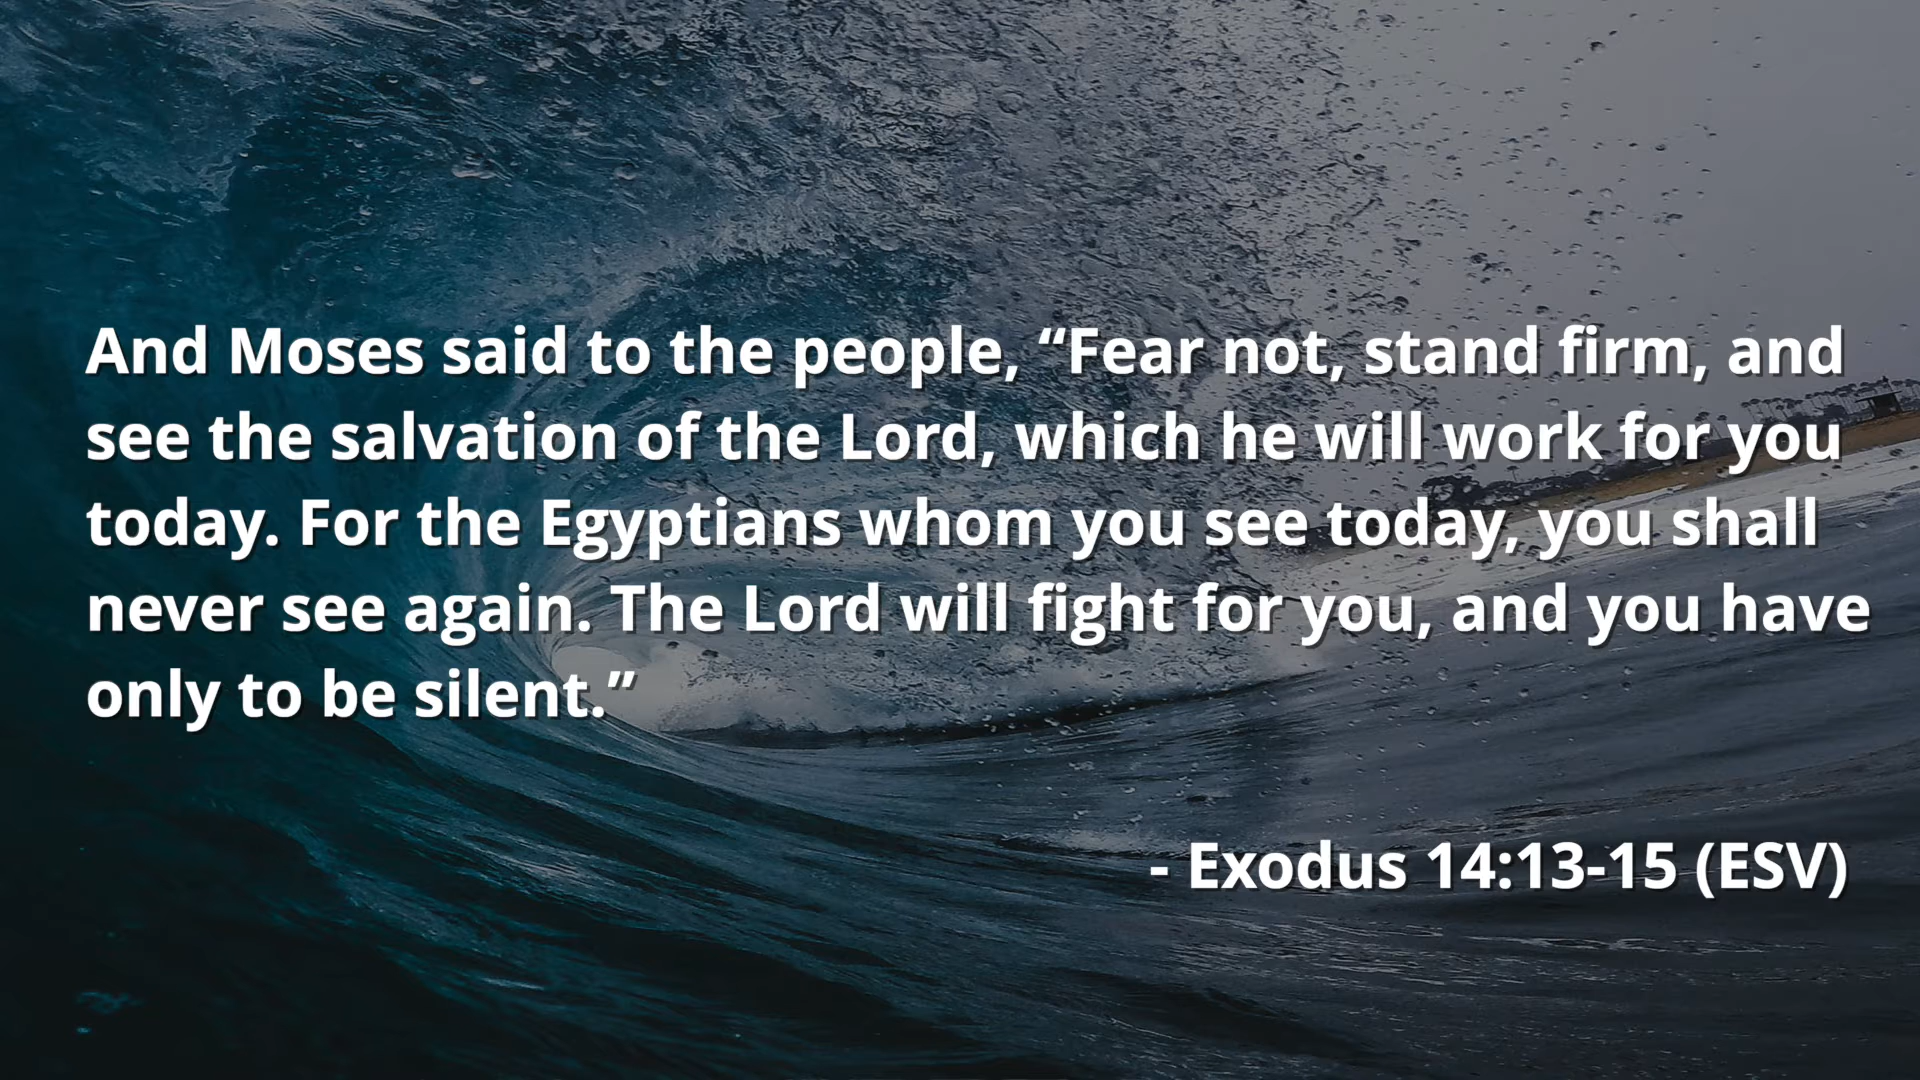 And Moses said to the people, “Fear not, stand firm, and
see the salvation of the Lord, which he will work for you
today. For the Egyptians whom you see today, you shall
never see again. The Lord will fight for you, and you have
only to be silent.”
- Exodus 14:13-15 (ESV)